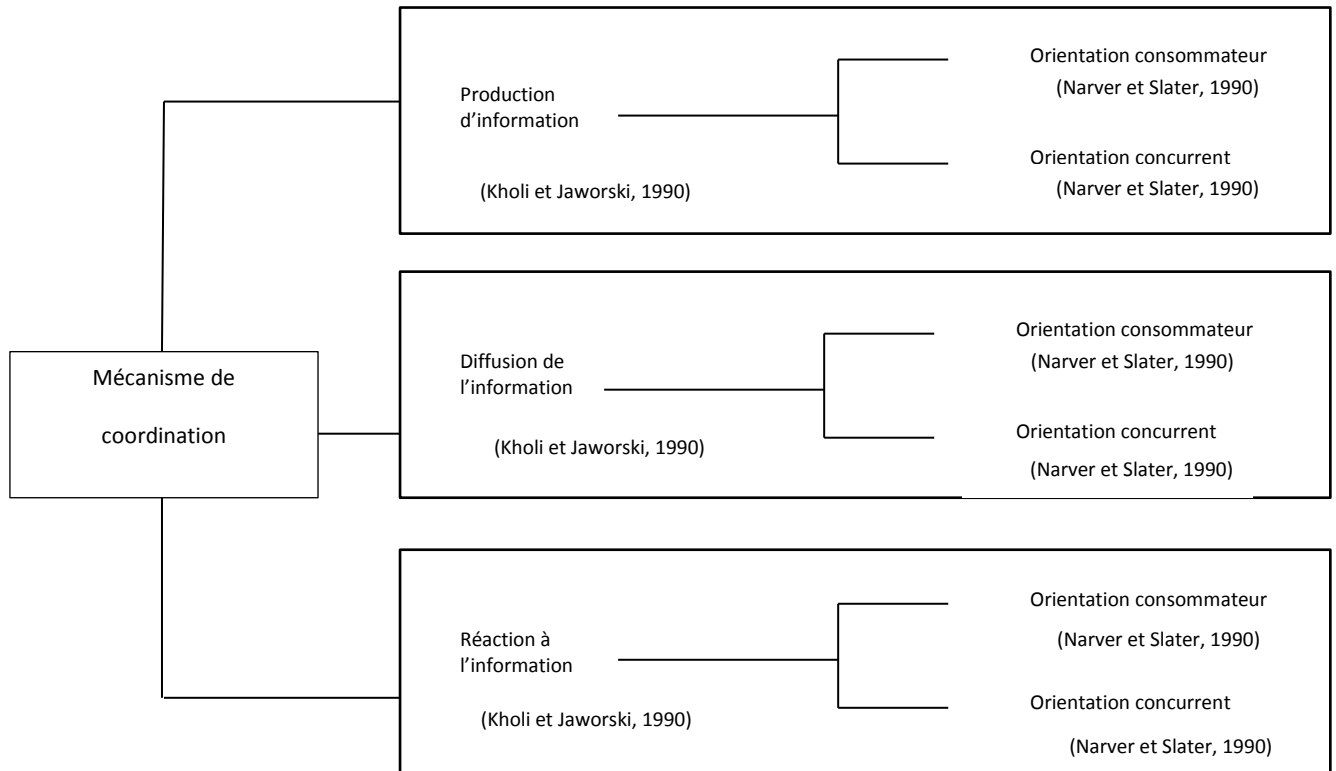 Production
d'information
(Kholi et Jaworski, 1990)
Orientation consommateur
(Narver et Slater, 1990)
Orientation concurrent
(Narver et Slater, 1990)
Mécanisme de
coordination
Diffusion de
l’information
(Kholi et Jaworski, 1990)
Orientation consommateur
(Narver et Slater, 1990)
Orientation concurrent
(Narver et Slater, 1990)
Réaction à
l’information
(Kholi et Jaworski, 1990)
Orientation consommateur
(Narver et Slater, 1990)
Orientation concurrent
(Narver et Slater, 1990)